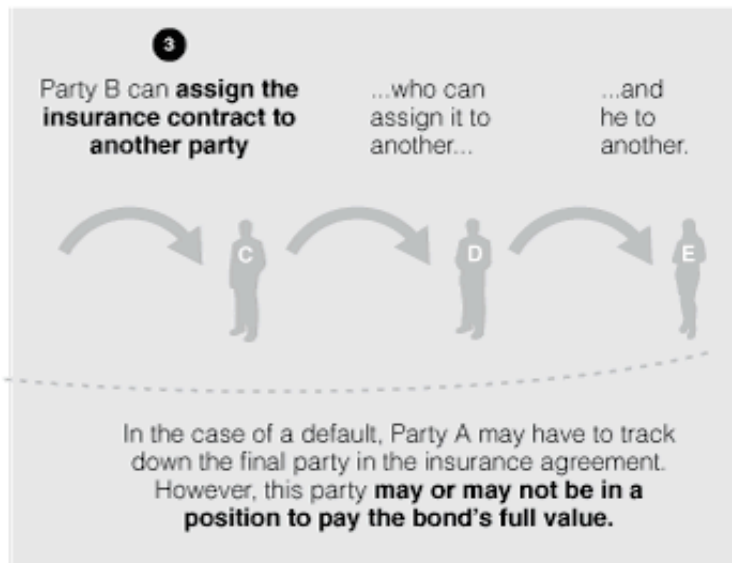 3
Party B can assign the
insurance contract to
another party
...who can
assign it to
another...
...and
he to
another.
C
D
E
In the case of a default, Party A may have to track
down the final party in the insurance agreement.
However, this party may or may not be in a
position to pay the bond's full value.